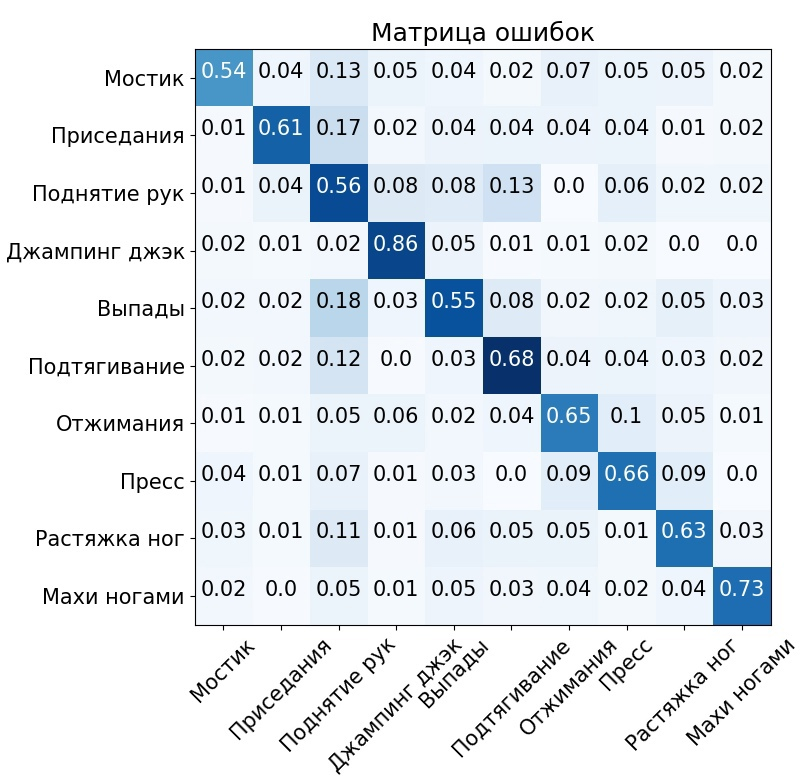 Матрица ошибок
Мостик 0.54 0.04 0.13 0.05 0.04 0.02 0.07 0.05 0.05 0.02
Приседания 0.01 0.61 0.17 0.02 0.04 0.04 0.04 0.04 0.01 0.02
Поднятие рук 0.01 0.04 0.56 0.08 0.08 0.13 0.0 0.06 0.02 0.02
Джампинг джэк 0.02 0.01 0.02 0.86 0.05 0.01 0.01 0.02 0.0 0.0
Выпады 0.02 0.02 0.18 0.03 0.55 0.08 0.02 0.02 0.05 0.03
Подтягивание 0.02 0.02 0.12 0.0 0.03 0.68 0.04 0.04 0.03 0.02
Отжимания 0.01 0.01 0.05 0.06 0.02 0.04 0.65 0.1 0.05 0.01
Пресс 0.04 0.01 0.07 0.01 0.03 0.0 0.09 0.66 0.09 0.0
Растяжка ног 0.03 0.01 0.11 0.01 0.06 0.05 0.05 0.01 0.63 0.03
Махи ногами 0.02 0.0 0.05 0.01 0.05 0.03 0.04 0.02 0.04 0.73
Мостик
Приседания
Поднятие рук
Джампинг джэк
Выпады
Подтягивание
Отжимания
Пресс
Растяжка ног
Махи ногами